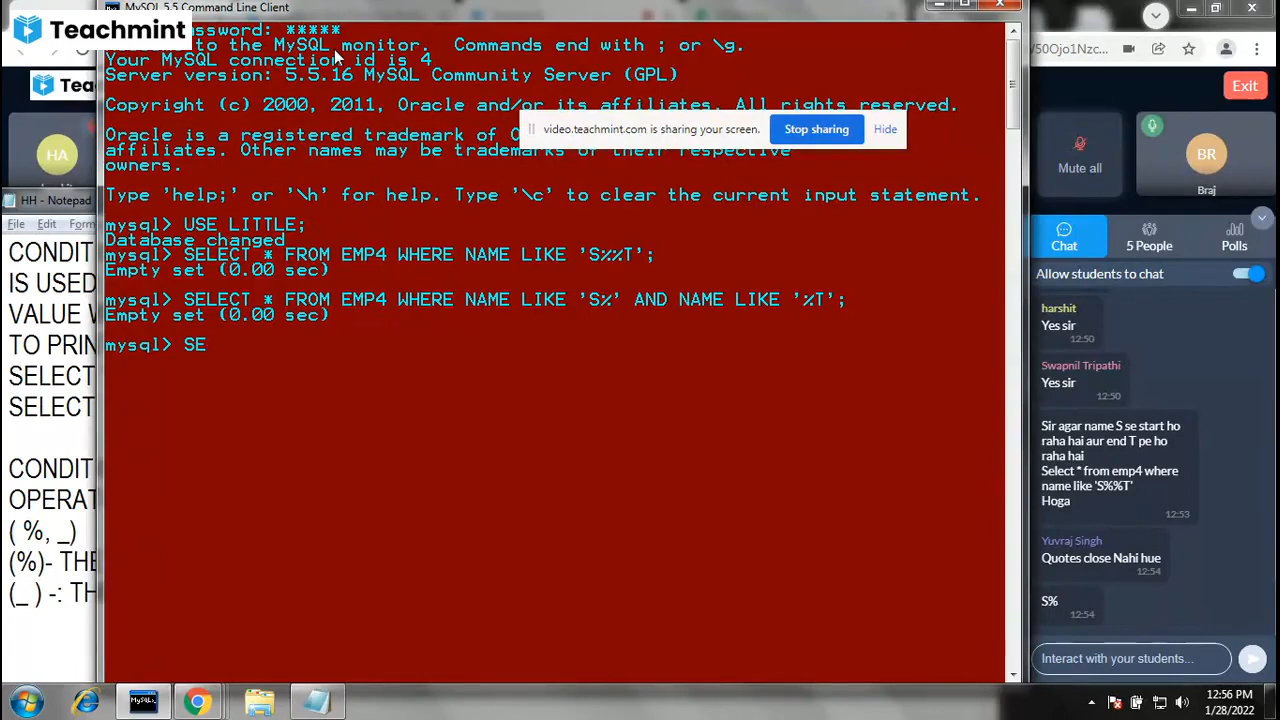 MySQL 5.5 Command Line Client
Teachmint
password: *****
to the MySQL monitor. Commands end with ; or \g.
Your MySQL connection id is 4
Server version: 5.5.16 MySQL Community Server (GPL)
Copyright (c) 2000, 2011, Oracle and/or its affiliates. All rights reserved.
Oracle is a registered trademark of O
affiliates. Other names may be trademarks of their respective
owners.
video.teachmint.com is sharing your screen. Stop sharing Hide
Type 'help;' or '\h' for help. Type '\c' to clear the current input statement.
mysql> USE LITTLE;
Database changed
mysql> SELECT * FROM EMP4 WHERE NAME LIKE 'S%%T';
Empty set (0.00 sec)
mysql> SELECT * FROM EMP4 WHERE NAME LIKE 'S%' AND NAME LIKE '%T';
Empty set (0.00 sec)
mysql> SE
Tea
HA
HH - Notepad
File Edit Form
CONDIT
IS USED
VALUE W
TO PRIN
SELECT
SELECT
CONDIT
OPERAT
( %, _)
(%)- THE
(_ ) -: TH
W50Ojo1Nzc...
Exit
Mute all
BR
Braj
Chat
5 People
Polls
Allow students to chat
harshit
Yes sir
12:50
Swapnil Tripathi
Yes sir
12:50
Sir agar name S se start ho
raha hai aur end T pe ho
raha hai
Select * from emp4 where
name like 'S%%T'
Hoga
12:53
Yuvraj Singh
Quotes close Nahi hue
12:54
S%
12:54
Interact with your students...
MySQL
12:56 PM
1/28/2022